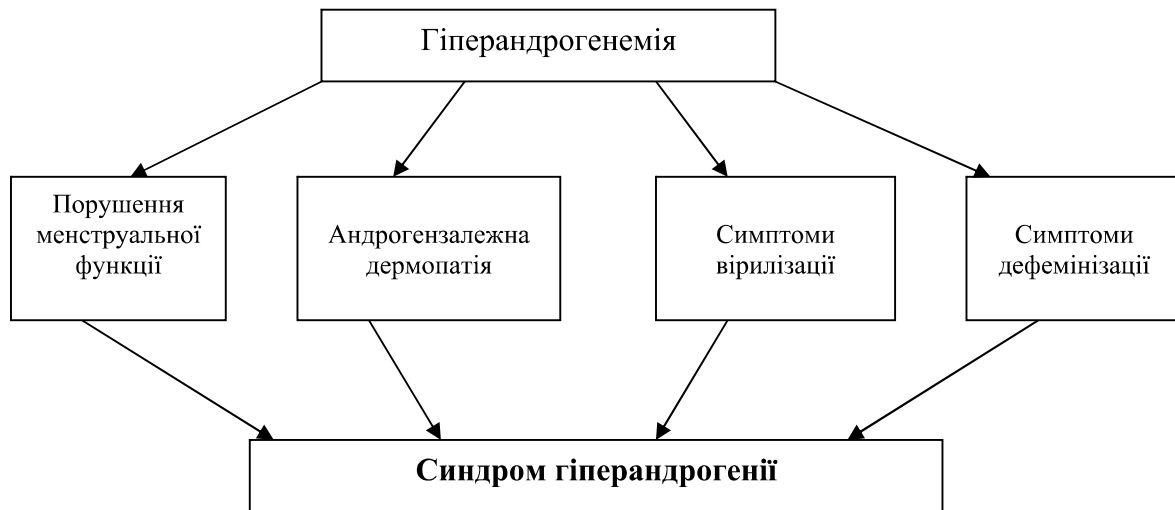 Гіперандрогенемія
Порушення
менструальної
функції
Андрогензалежна
дермопатія
Симптоми
вірилізації
Симптоми
дефемінізації
Синдром гіперандрогенії